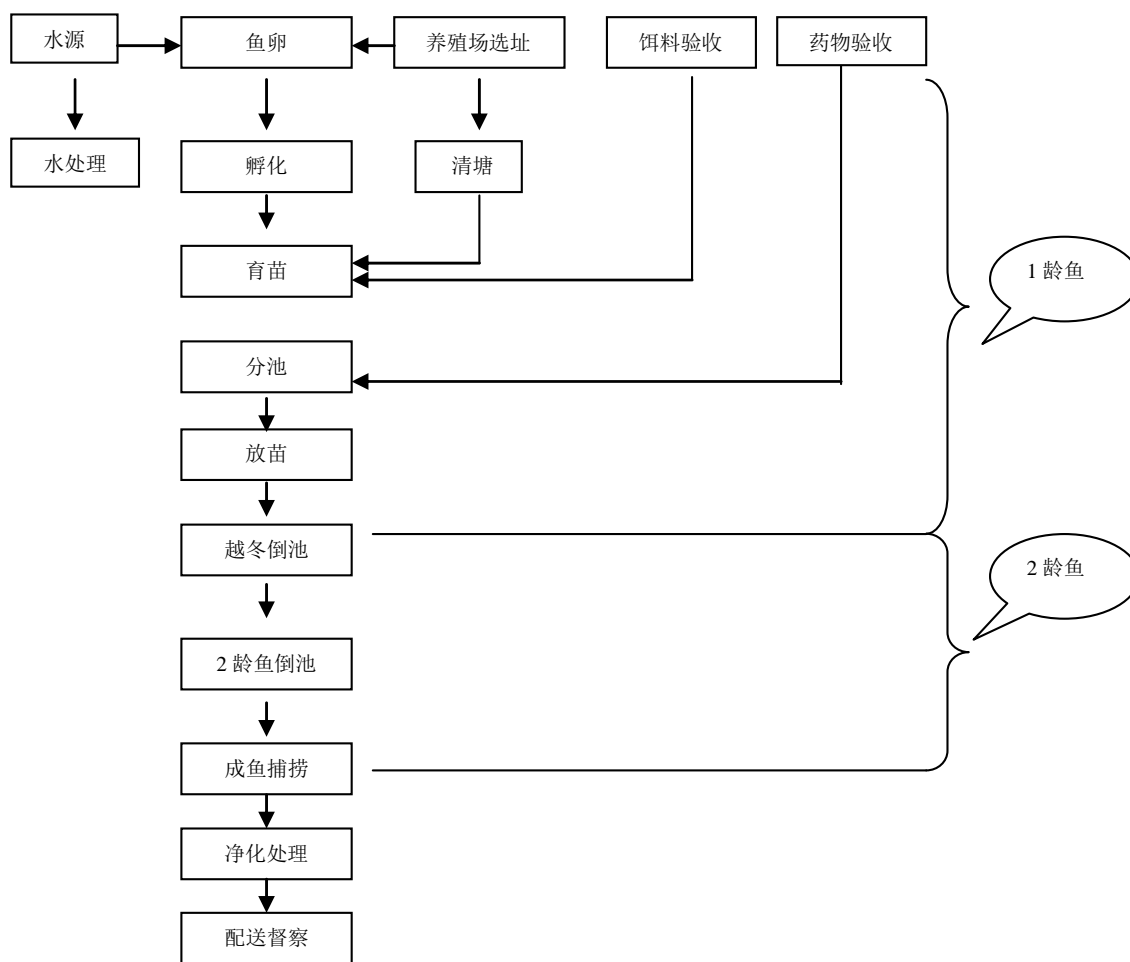 水源
鱼卵
养殖场选址
饵料验收
药物验收
水处理
孵化
清塘
育苗
1 龄鱼
分池
放苗
越冬倒池
2 龄鱼
2 龄鱼倒池
成鱼捕捞
净化处理
配送督察